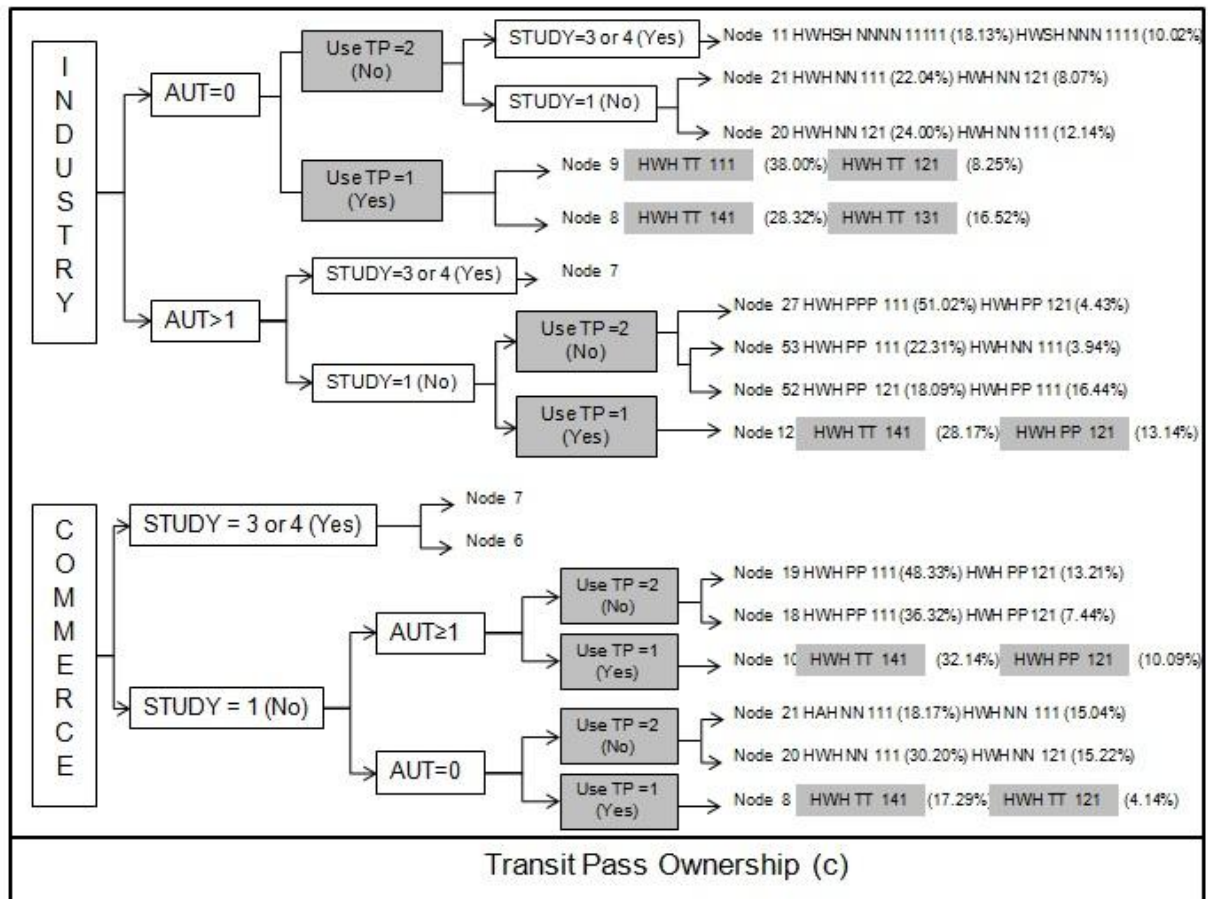 INDUSTRY
AUT=0
Use TP =2
(No)
STUDY=3 or 4 (Yes)
Node 11 HWHSH NNNN 11111 (18.13%) HWSH NNN 1111 (10.02%)
STUDY=1 (No)
Node 21 HWH NN 111 (22.04%) HWH NN 121 (8.07%)
Node 20 HWH NN 121 (24.00%) HWH NN 111 (12.14%)
Use TP=1
(Yes)
Node 9 HWH TT 111 (38.00%) HWH TT 121 (8.25%)
Node 8 HWH TT 141 (28.32%) HWH TT 131 (16.52%)
AUT>1
STUDY=3 or 4 (Yes)
Node 7
STUDY=1 (No)
Use TP =2
(No)
Node 27 HWH PPP 111 (51.02%) HWH PP 121 (4.43%)
Node 53 HWH PP 111 (22.31%) HWH NN 111 (3.94%)
Node 52 HWH PP 121 (18.09%) HWH PP 111 (16.44%)
Use TP =1
(Yes)
Node 12 HWH TT 141 (28.17%) HWH PP 121 (13.14%)
COMMERCE
STUDY = 3 or 4 (Yes)
Node 7
Node 6
STUDY = 1 (No)
AUT≥1
Use TP =2
(No)
Node 19 HWH PP 111 (48.33%) HWH PP 121 (13.21%)
Node 18 HWH PP 111 (36.32%) HWH PP 121 (7.44%)
Use TP =1
(Yes)
Node 10 HWH TT 141 (32.14%) HWH PP 121 (10.09%)
AUT=0
Use TP =2
(No)
Node 21 HAH NN 111 (18.17%) HWH NN 111 (15.04%)
Node 20 HWH NN 111 (30.20%) HWH NN 121 (15.22%)
Use TP =1
(Yes)
Node 8 HWH TT 141 (17.29%) HWH TT 121 (4.14%)
Transit Pass Ownership (c)